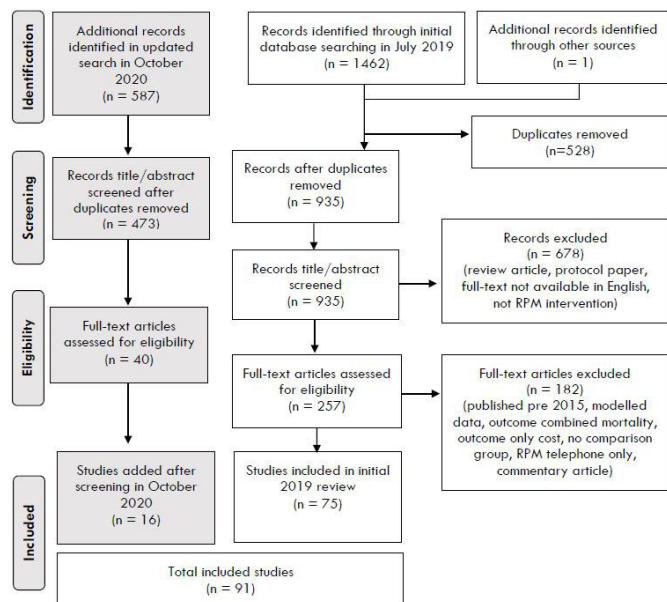 Identification
Additional records
identified in updated
search in October
2020
(n = 587)
Records identified through initial
database searching in July 2019
(n = 1462)
Additional records identified
through other sources
(n = 1)
Duplicates removed
(n=528)
Screening
Records title/abstract
screened after
duplicates removed
(n = 473)
Records after duplicates
removed
(n = 935)
Records title/abstract
screened
(n = 935)
Records excluded
(n = 678)
(review article, protocol paper,
full-text not available in English,
not RPM intervention)
Eligibility
Full-text articles
assessed for eligibility
(n = 40)
Full-text articles assessed
for eligibility
(n = 257)
Full-text articles excluded
(n = 182)
(published pre 2015, modelled
data, outcome combined mortality,
outcome only cost, no comparison
group, RPM telephone only,
commentary article)
Included
Studies added after
screening in October
2020
(n = 16)
Studies included in initial
2019 review
(n = 75)
Total included studies
(n = 91)